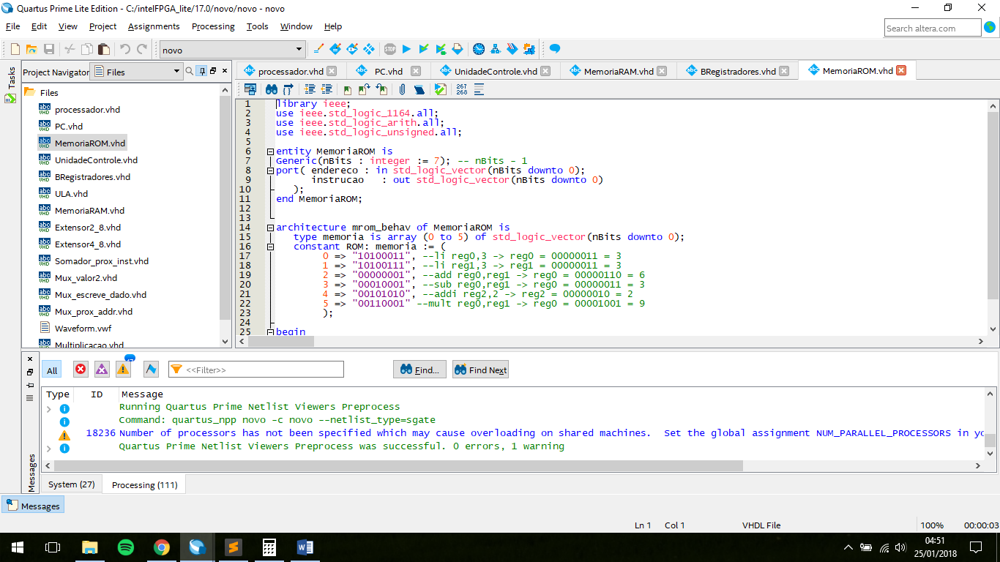 Quartus Prime Lite Edition - C:/intelFPGA_lite/17.0/novo/novo - novo
File Edit View Project Assignments Processing Tools Window Help
Search altera.com
novo
STOP
Tasks
Project Navigator Files
processador.vhd PC.vhd UnidadeControle.vhd MemoriaRAM.vhd BRegistradores.vhd MemoriaROM.vhd
Files
processador.vhd
PC.vhd
MemoriaROM.vhd
UnidadeControle.vhd
BRegistradores.vhd
ULA.vhd
MemoriaRAM.vhd
Extensor2_8.vhd
Extensor4_8.vhd
Somador_prox_inst.vhd
Mux_valor2.vhd
Mux_escreve_dado.vhd
Mux_prox_addr.vhd
Waveform.vwf
Multiplicacao.vhd
267
268
1 library ieee;
2 use ieee.std_logic_1164.all;
3 use ieee.std_logic_arith.all;
4 use ieee.std_logic_unsigned.all;
5
6 entity MemoriaROM is
7 Generic(nBits : integer := 7); -- nBits - 1
8 port( endereco : in std_logic_vector(nBits downto 0);
9 instrucao : out std_logic_vector(nBits downto 0)
10 );
11 end MemoriaROM;
12
13
14 architecture mrom_behav of MemoriaROM is
15 type memoria is array (0 to 5) of std_logic_vector(nBits downto 0);
16 constant ROM: memoria := (
17 0 => "10100011", --li reg0,3 -> reg0 = 00000011 = 3
18 1 => "10100111", --li reg1,3 -> reg1 = 00000011 = 3
19 2 => "00000001", --add reg0,reg1 -> reg0 = 00000110 = 6
20 3 => "00010001", --sub reg0,reg1 -> reg0 = 00000011 = 3
21 4 => "00101010", --addi reg2,2 -> reg2 = 00000010 = 2
22 5 => "00110001" --mult reg0,reg1 -> reg0 = 00001001 = 9
23 );
24
25 begin
All <<Filter>> Find... Find Next
Type ID Message
Running Quartus Prime Netlist Viewers Preprocess
Command: quartus_npp novo -c novo --netlist_type=sgate
18236 Number of processors has not been specified which may cause overloading on shared machines. Set the global assignment NUM_PARALLEL_PROCESSORS in yo
Quartus Prime Netlist Viewers Preprocess was successful. 0 errors, 1 warning
Messages
System (27) Processing (111)
Messages
Ln 1 Col 1 VHDL File 100% 00:00:03
04:51
25/01/2018